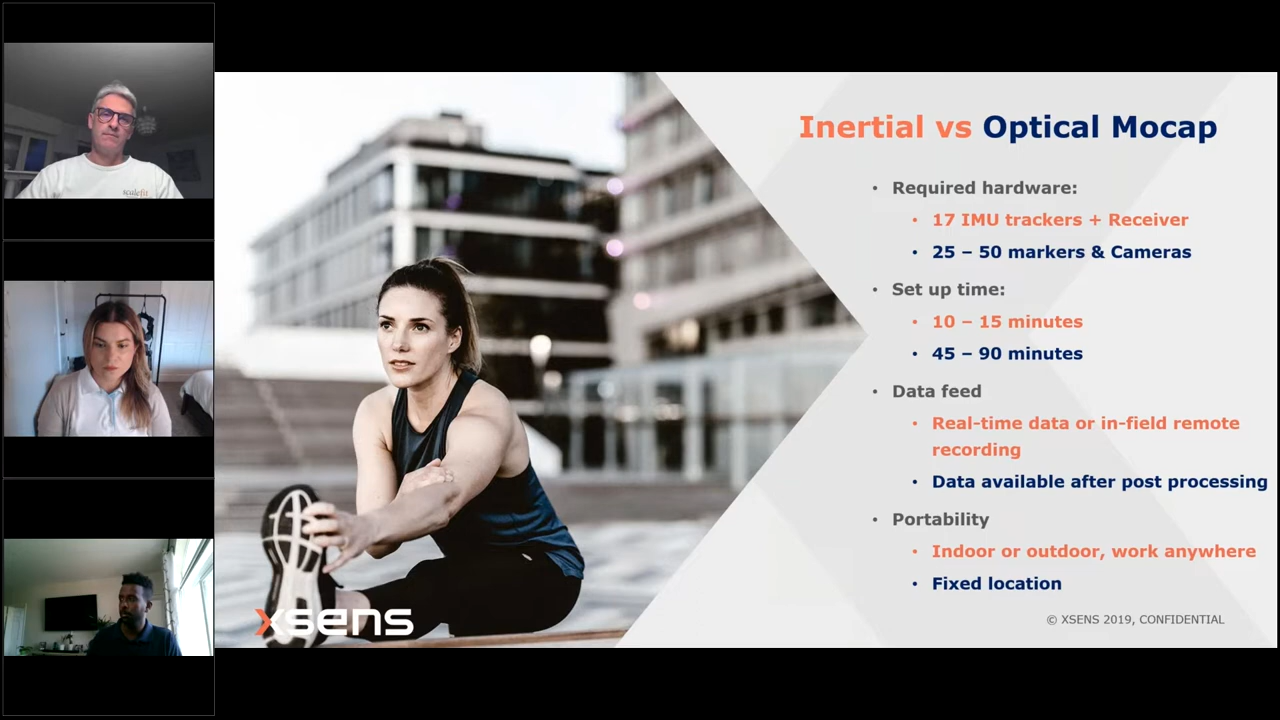 scalefit
Inertial vs Optical Mocap
• Required hardware:
• 17 IMU trackers + Receiver
• 25 – 50 markers & Cameras
• Set up time:
• 10 – 15 minutes
• 45 – 90 minutes
• Data feed
• Real-time data or in-field remote
recording
• Data available after post processing
• Portability
• Indoor or outdoor, work anywhere
• Fixed location
xsens
© XSENS 2019, CONFIDENTIAL